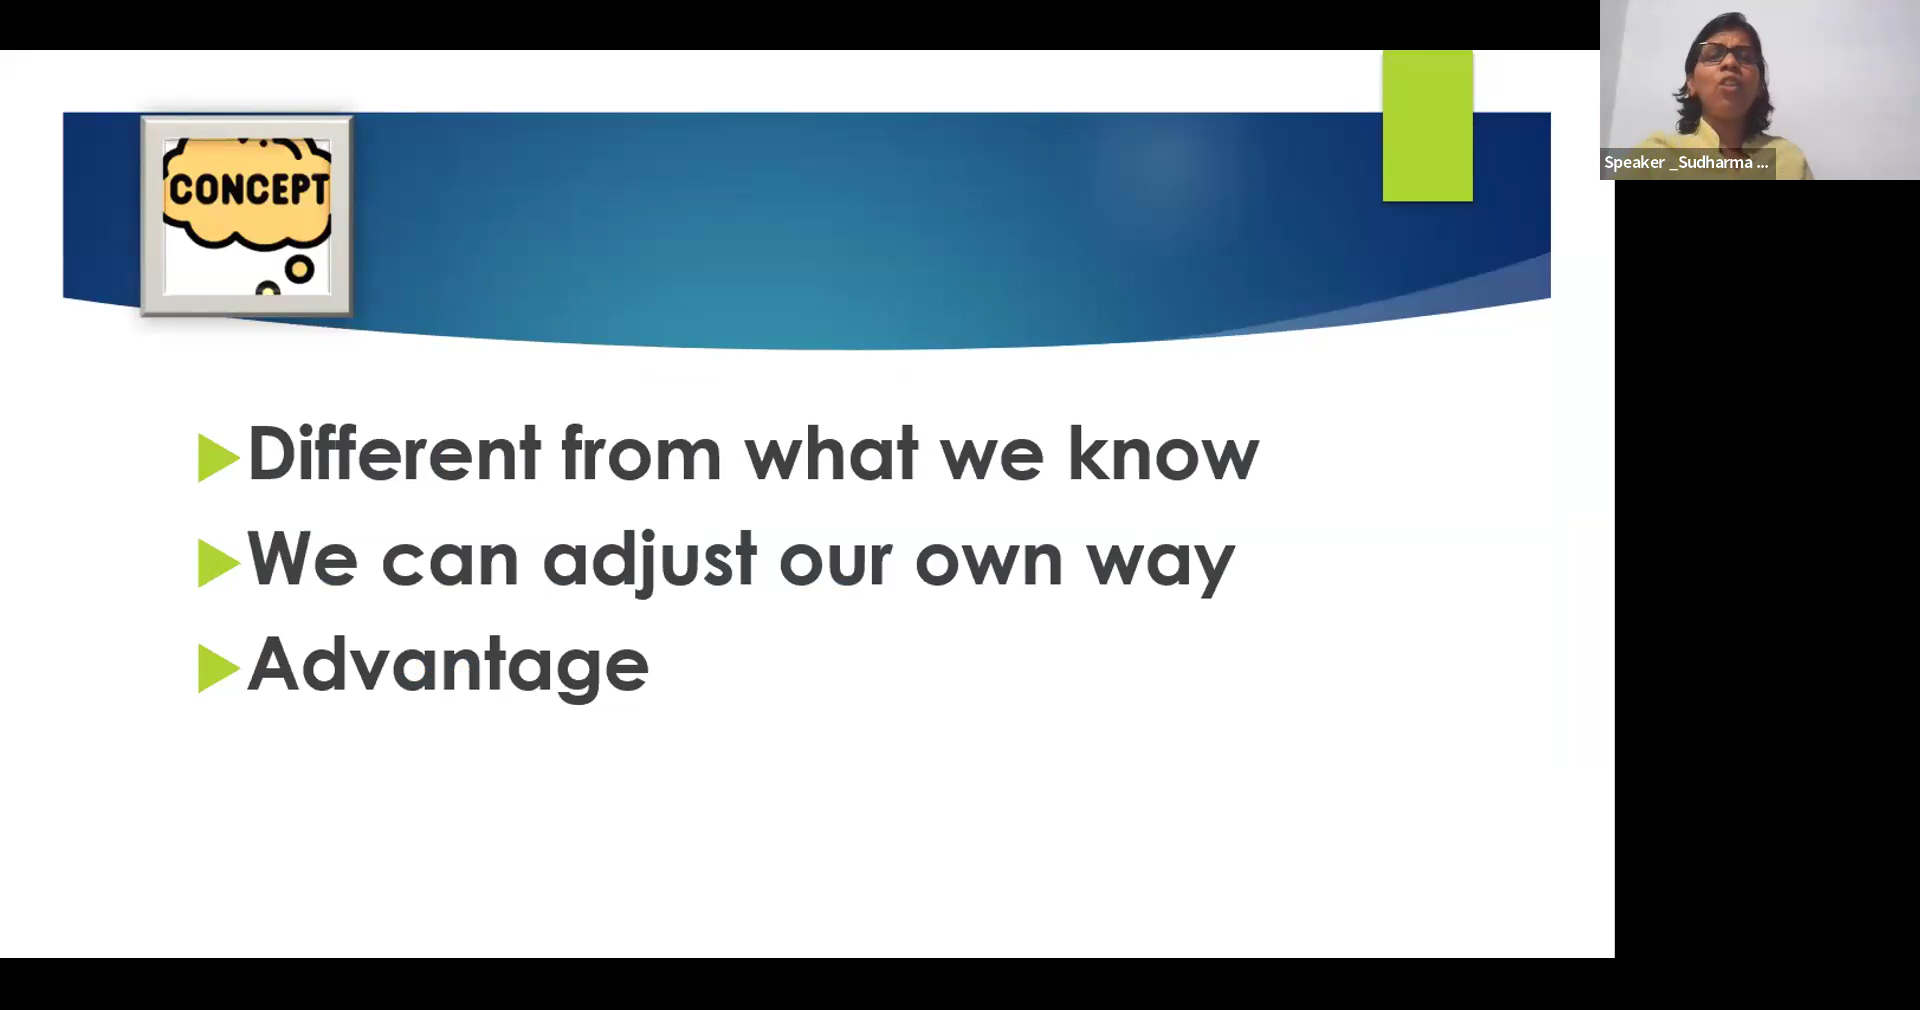 Speaker _Sudharma ...
CONCEPT
Different from what we know
We can adjust our own way
Advantage